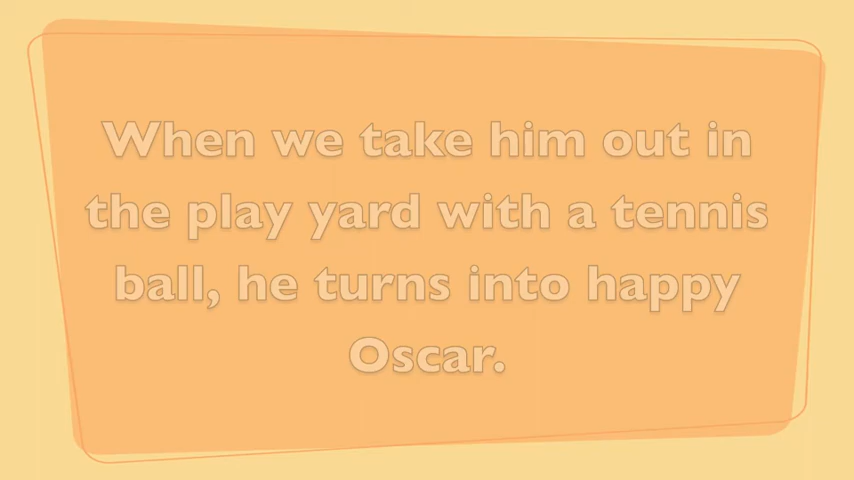 When we take him out in
the play yard with a tennis
ball, he turns into happy
Oscar.